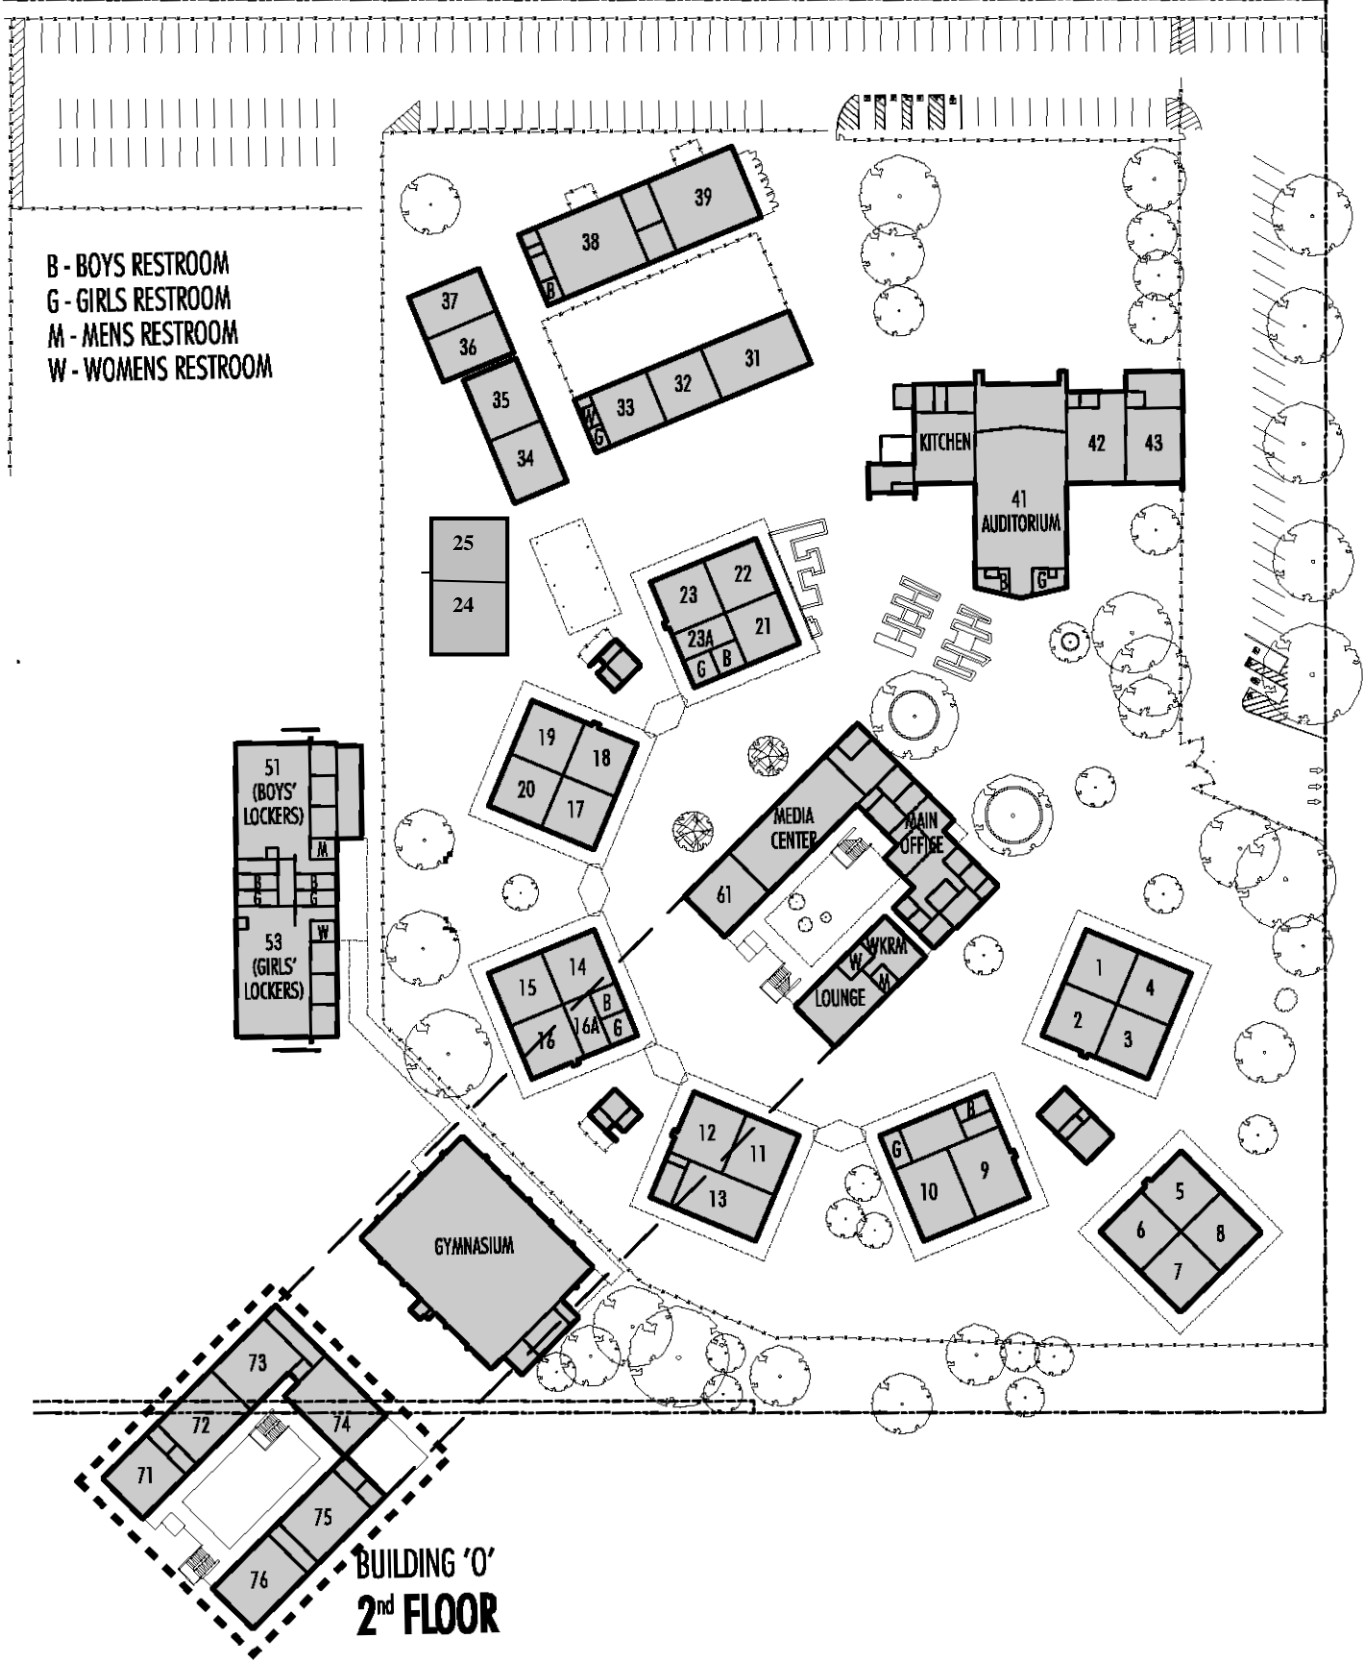 B - BOYS RESTROOM
G - GIRLS RESTROOM
M - MENS RESTROOM
W - WOMENS RESTROOM
39
38
B
37
36
35
34
31
32
33
W
G
KITCHEN
42
43
41
AUDITORIUM
B
G
25
24
22
23
21
23A
G
B
19
18
20
17
51
(BOYS'
LOCKERS)
M
B
B
G
G
W
53
(GIRLS'
LOCKERS)
MEDIA
CENTER
MAIN
OFFICE
61
WKRM
W
M
LOUNGE
14
15
B
16A
G
16
1
4
2
3
12
11
13
B
G
9
10
5
6
8
7
GYMNASIUM
73
72
74
71
75
76
BUILDING 'O'
2nd FLOOR